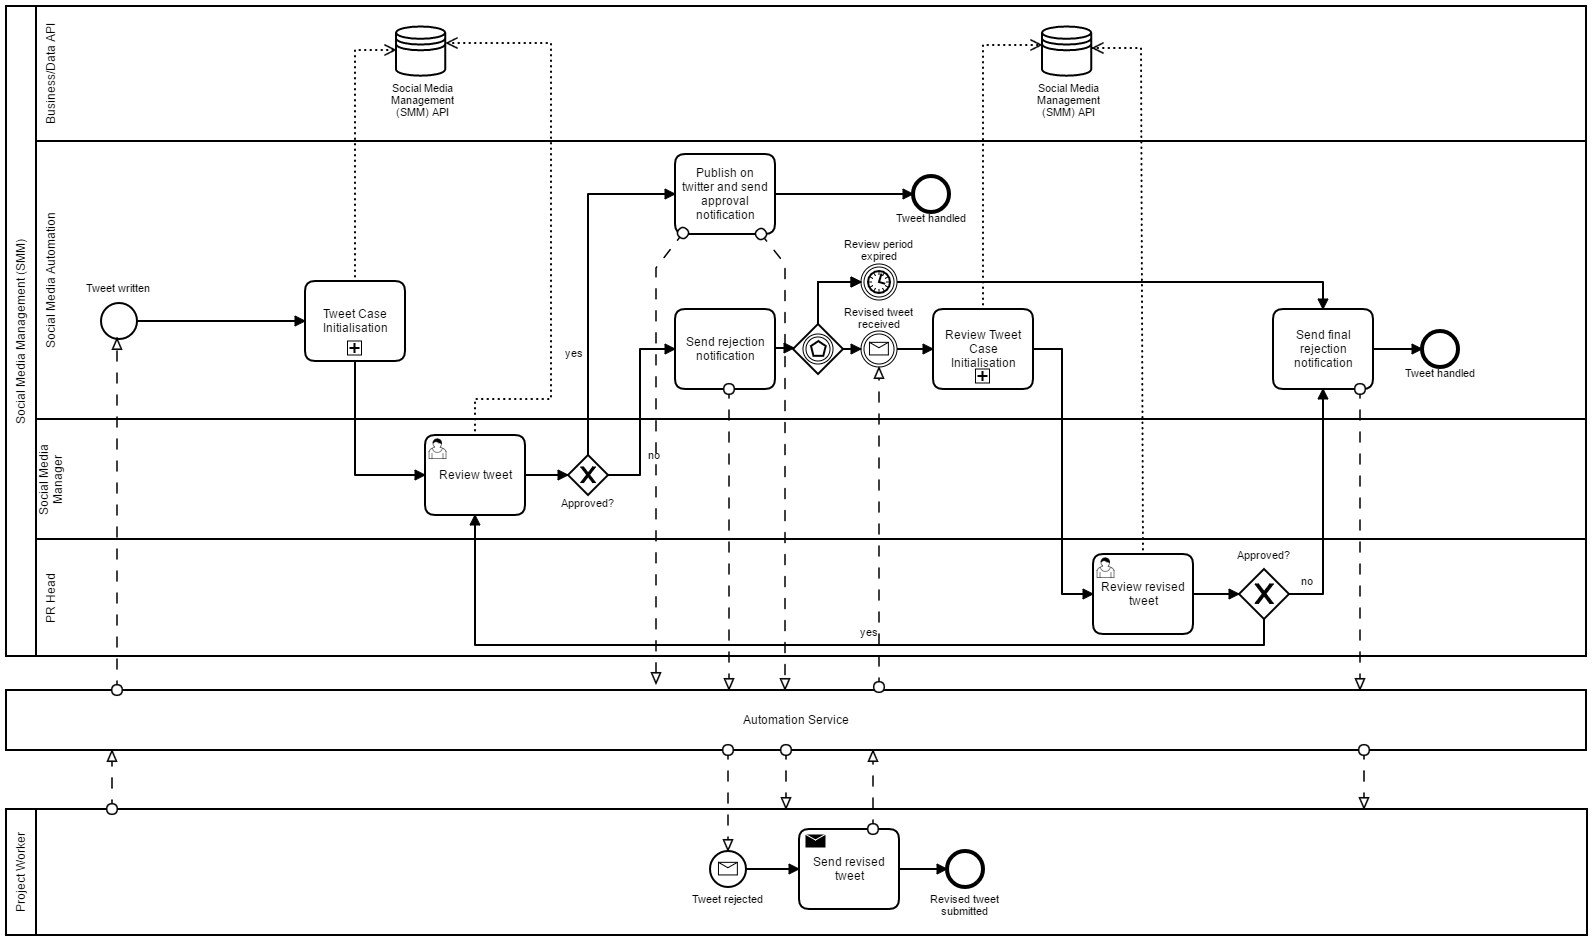 Social Media Management (SMM)
Business/Data API
Social Media
Management
(SMM) API
Social Media
Management
(SMM) API
Social Media Automation
Tweet written
Tweet Case
Initialisation
Publish on
twitter and send
approval
notification
Tweet handled
Review period
expired
Revised tweet
received
yes
Send rejection
notification
Review Tweet
Case
Initialisation
Send final
rejection
notification
Tweet handled
Social Media
Manager
Review tweet
Approved?
no
PR Head
Review revised
tweet
Approved?
no
yes
Automation Service
Project Worker
Tweet rejected
Send revised
tweet
Revised tweet
submitted